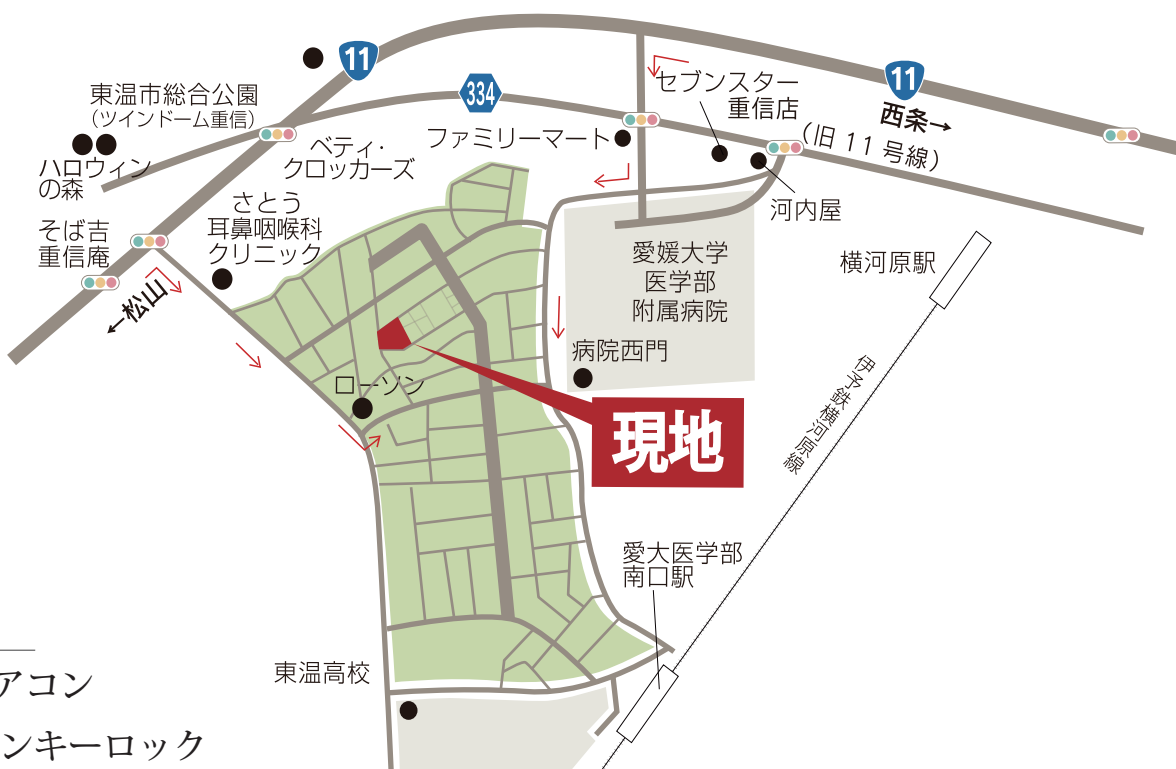 11
11
西条→
334
セブンスター
重信店
東温市総合公園
(ツインドーム重信)
ファミリーマート
(旧 11 号線)
ベティ・
クロッカーズ
ハロウィン
の森
さとう
耳鼻咽喉科
クリニック
河内屋
そば吉
重信庵
←松山
愛媛大学
医学部
附属病院
横河原駅
病院西門
伊予鉄横河原線
ローソン
現地
愛大医学部
南口駅
東温高校
アコン
ンキーロック